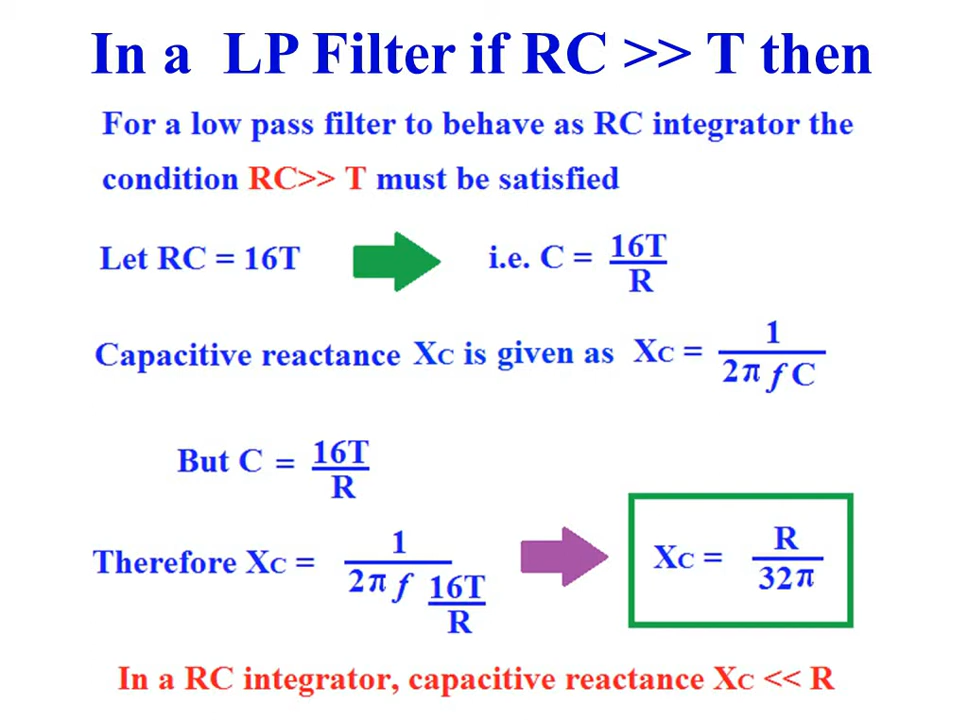 In a LP Filter if RC >> T then
For a low pass filter to behave as RC integrator the
condition RC>> T must be satisfied
Let RC = 16T i.e. C = 16T / R
Capacitive reactance XC is given as XC = 1 / 2π f C
But C = 16T / R
Therefore XC = 1 / 2π f 16T / R XC = R / 32π
In a RC integrator, capacitive reactance XC << R